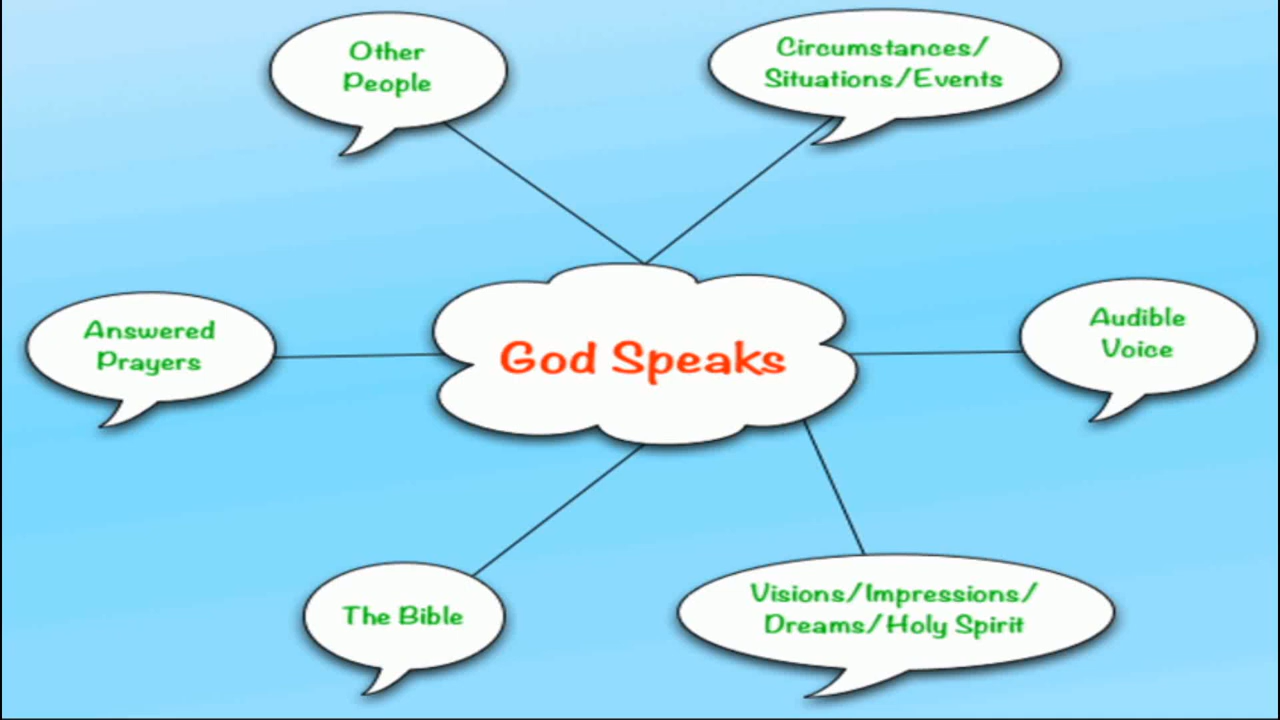 Other
People
Circumstances/
Situations/Events
Answered
Prayers
God Speaks
Audible
Voice
The Bible
Visions/Impressions/
Dreams/Holy Spirit